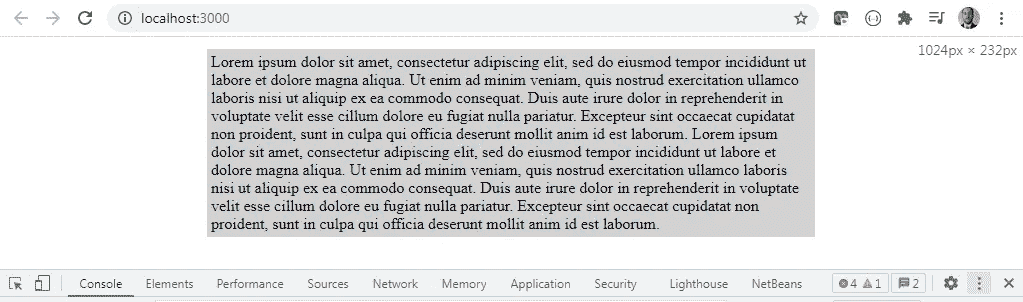 localhost:3000
1024px × 232px
Lorem ipsum dolor sit amet, consectetur adipiscing elit, sed do eiusmod tempor incididunt ut
labore et dolore magna aliqua. Ut enim ad minim veniam, quis nostrud exercitation ullamco
laboris nisi ut aliquip ex ea commodo consequat. Duis aute irure dolor in reprehenderit in
voluptate velit esse cillum dolore eu fugiat nulla pariatur. Excepteur sint occaecat cupidatat
non proident, sunt in culpa qui officia deserunt mollit anim id est laborum. Lorem ipsum
dolor sit amet, consectetur adipiscing elit, sed do eiusmod tempor incididunt ut labore et
dolore magna aliqua. Ut enim ad minim veniam, quis nostrud exercitation ullamco laboris
nisi ut aliquip ex ea commodo consequat. Duis aute irure dolor in reprehenderit in voluptate
velit esse cillum dolore eu fugiat nulla pariatur. Excepteur sint occaecat cupidatat non
proident, sunt in culpa qui officia deserunt mollit anim id est laborum.
Console Elements Performance Sources Network Memory Application Security Lighthouse NetBeans 4 1 2